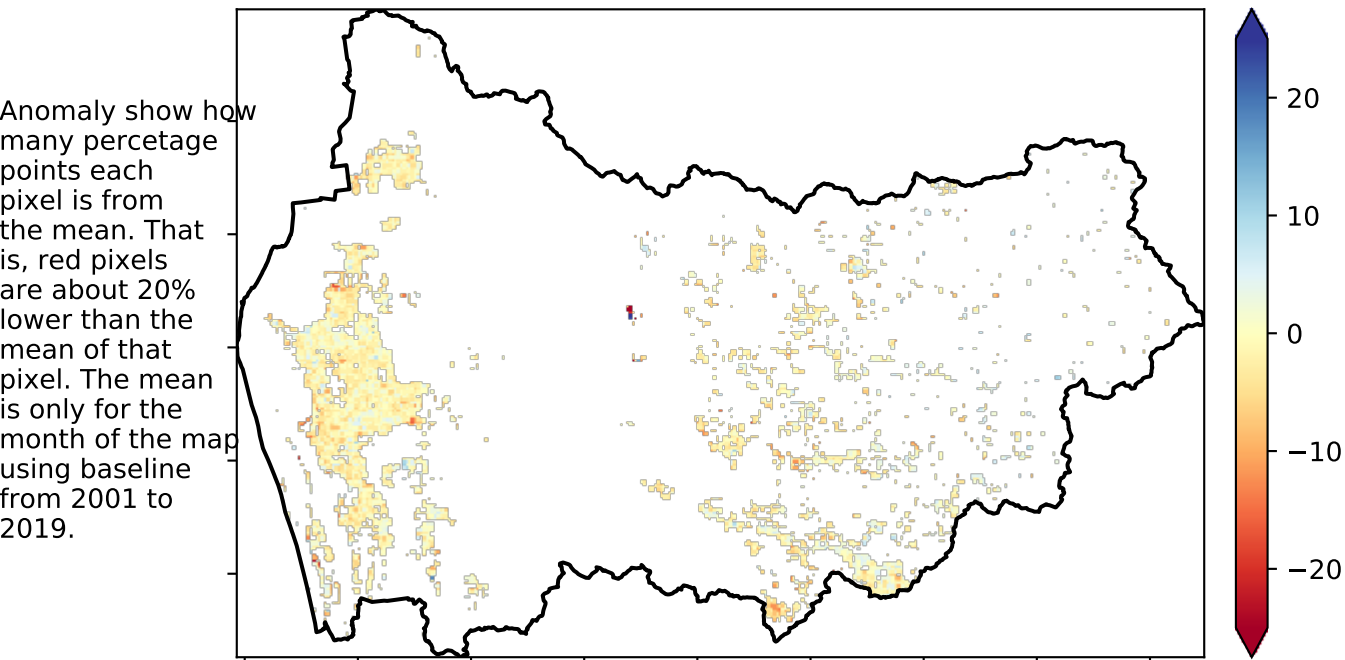 Anomaly show how
many percetage
points each
pixel is from
the mean. That
is, red pixels
are about 20%
lower than the
mean of that
pixel. The mean
is only for the
month of the map
using baseline
from 2001 to
2019.
20
10
0
−10
−20